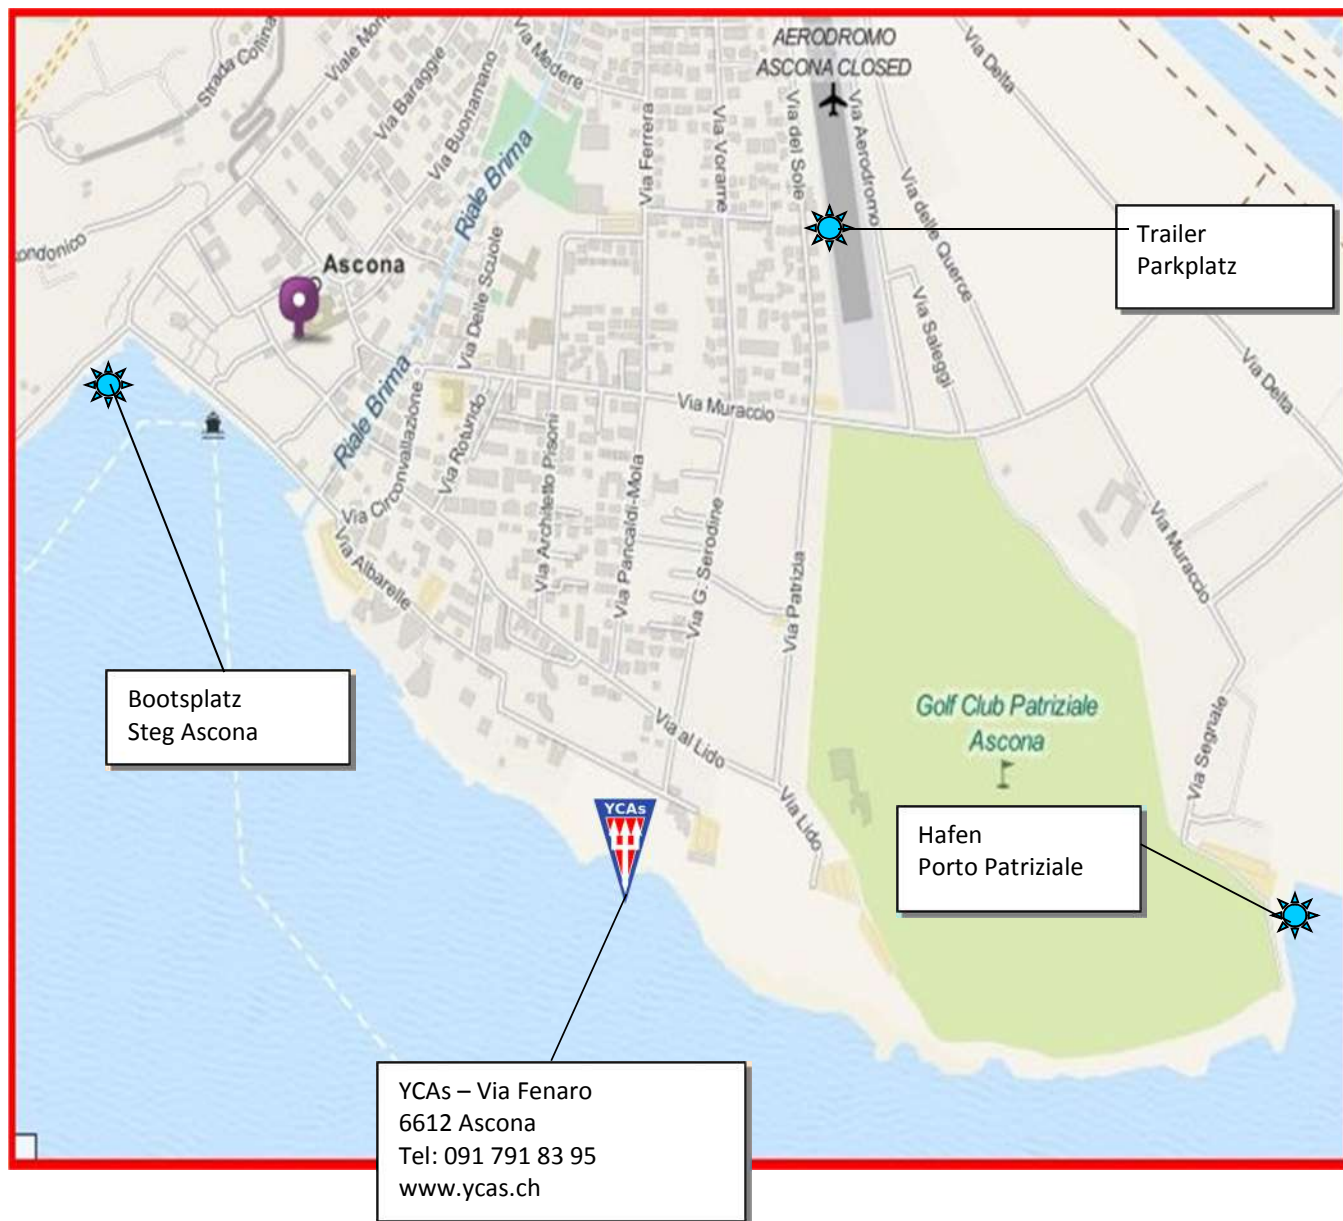 AERODROMO
ASCONA CLOSED
Strada Collina
Via Baraggie
Via Buonamano
Via Medere
Riale Brima
Via Ferrera
Via Vorame
Via del Sole
Via Aerodromo
Via Delta
Via delle Querce
Trailer
Parkplatz
Ascona
Via Delle Scuole
Via Saleggi
Via Delta
Riale Brima
Via Muraccio
Via Circonvallazione
Via Rotundo
Via Architetto Pisoni
Via Pancaldi-Mola
Via G. Serodine
Via Patrizia
Via Muraccio
Via Albarelle
Bootsplatz
Steg Ascona
Via al Lido
Golf Club Patriziale
Ascona
Via Segnale
Via Lido
YCAs
Hafen
Porto Patriziale
YCAs – Via Fenaro
6612 Ascona
Tel: 091 791 83 95
www.ycas.ch